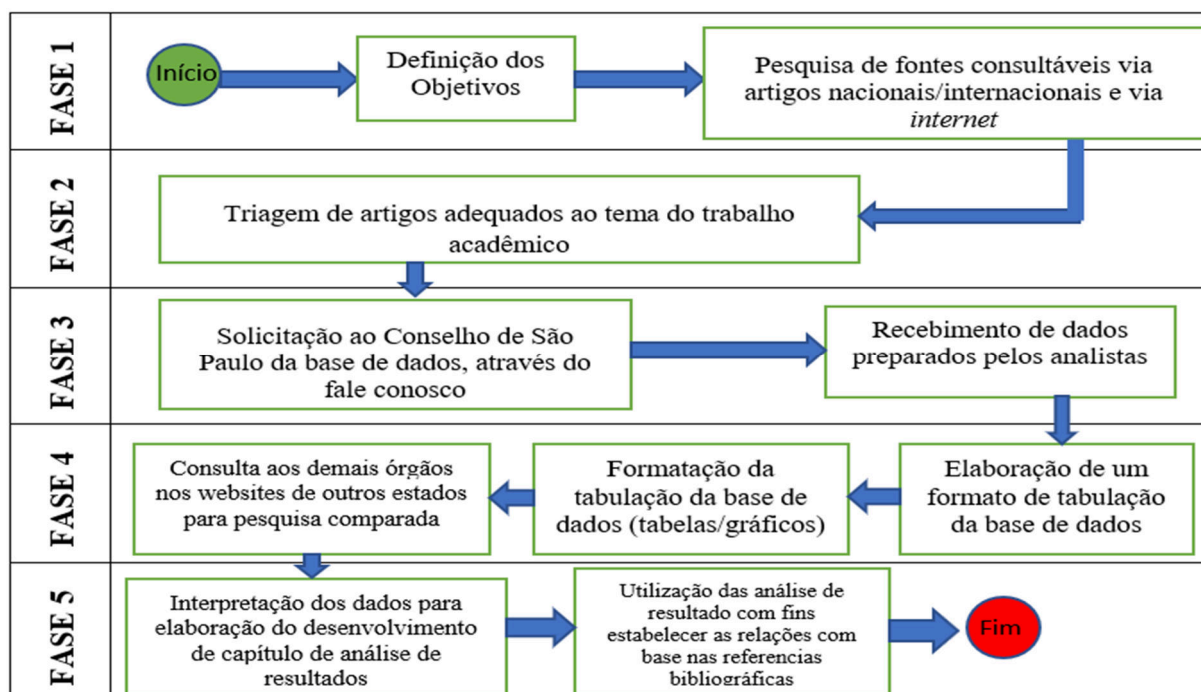 FASE 1
Início
Definição dos
Objetivos
Pesquisa de fontes consultáveis via
artigos nacionais/internacionais e via
internet
FASE 2
Triagem de artigos adequados ao tema do trabalho
acadêmico
FASE 3
Solicitação ao Conselho de São
Paulo da base de dados, através do
fale conosco
Recebimento de dados
preparados pelos analistas
FASE 4
Consulta aos demais órgãos
nos websites de outros estados
para pesquisa comparada
Formatação da
tabulação da base de
dados (tabelas/gráficos)
Elaboração de um
formato de tabulação
da base de dados
FASE 5
Interpretação dos dados para
elaboração do desenvolvimento
de capítulo de análise de
resultados
Utilização das análise de
resultado com fins
estabelecer as relações com
base nas referencias
bibliográficas
Fim